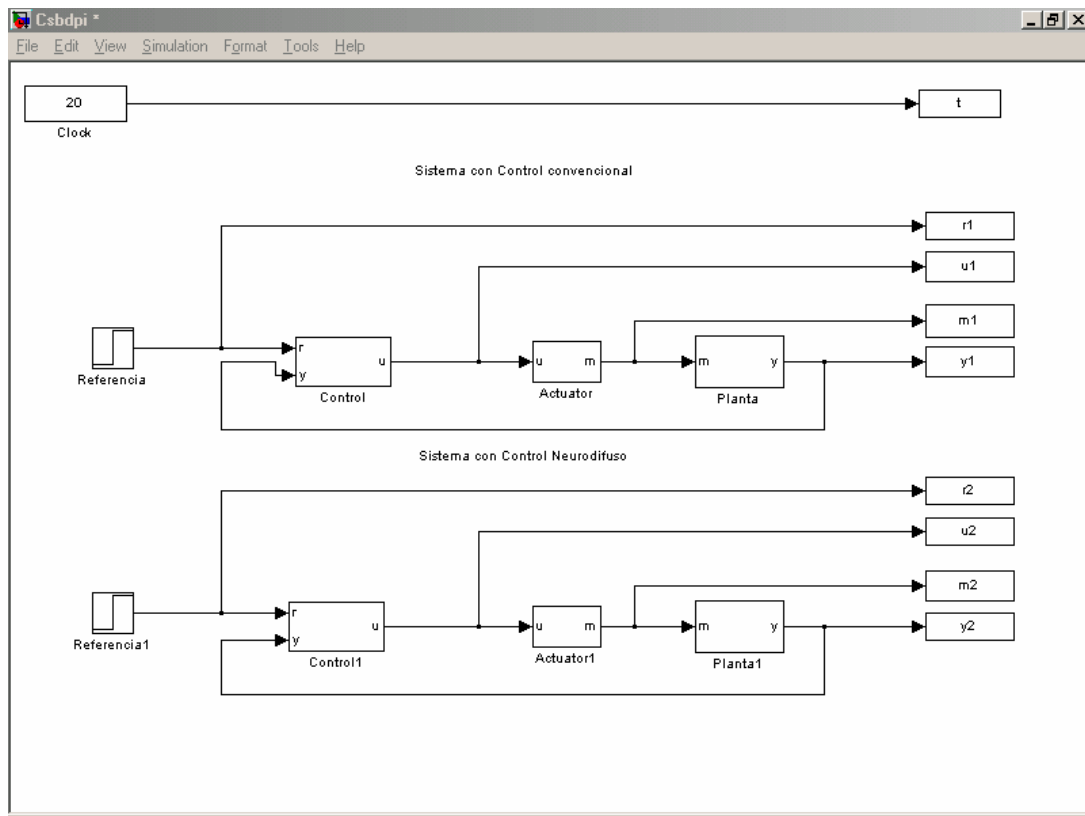 Csbdpi *
File Edit View Simulation Format Tools Help
20
t
Clock
Sistema con Control convencional
r1
u1
m1
r
y
u
u
m
m
y
y1
Referencia
Control
Actuator
Planta
Sistema con Control Neurodifuso
r2
u2
m2
r
y
u
u
m
m
y
y2
Referencia1
Control1
Actuator1
Planta1